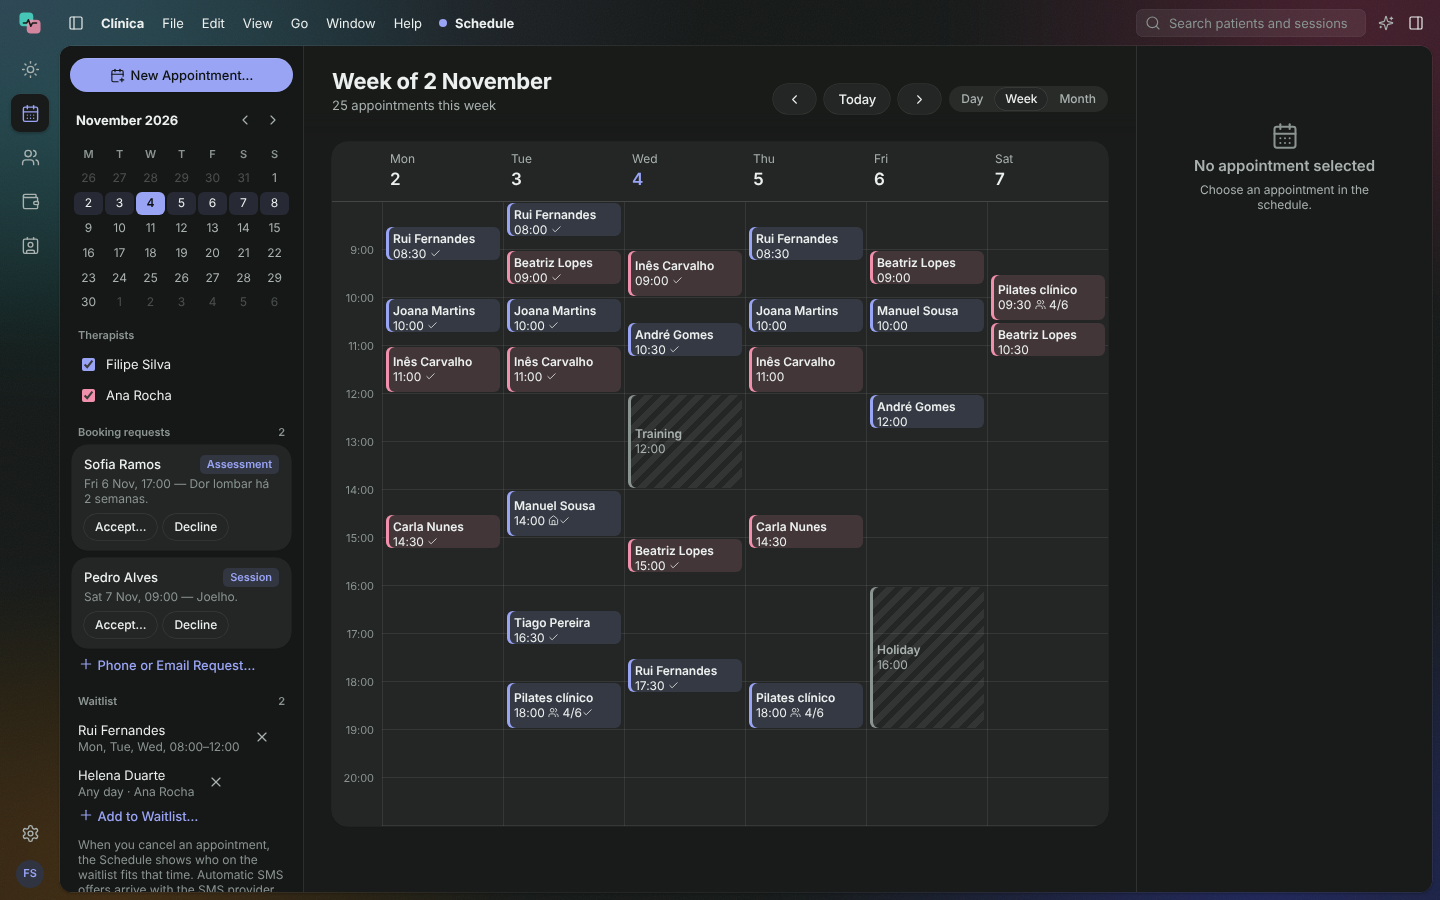 Clínica File Edit View Go Window Help Schedule
Search patients and sessions
New Appointment...
November 2026
M T W T F S S
26 27 28 29 30 31 1
2 3 4 5 6 7 8
9 10 11 12 13 14 15
16 17 18 19 20 21 22
23 24 25 26 27 28 29
30 1 2 3 4 5 6
Therapists
Filipe Silva
Ana Rocha
Booking requests 2
Sofia Ramos Assessment
Fri 6 Nov, 17:00 — Dor lombar há
2 semanas.
Accept... Decline
Pedro Alves Session
Sat 7 Nov, 09:00 — Joelho.
Accept... Decline
Phone or Email Request...
Waitlist 2
Rui Fernandes
Mon, Tue, Wed, 08:00–12:00
Helena Duarte
Any day · Ana Rocha
Add to Waitlist...
When you cancel an appointment,
the Schedule shows who on the
waitlist fits that time. Automatic SMS
offers arrive with the SMS provider
FS
Week of 2 November
25 appointments this week
Today
Day Week Month
Mon 2
Tue 3
Wed 4
Thu 5
Fri 6
Sat 7
9:00
10:00
11:00
12:00
13:00
14:00
15:00
16:00
17:00
18:00
19:00
20:00
Rui Fernandes
08:30
Joana Martins
10:00
Inês Carvalho
11:00
Carla Nunes
14:30
Rui Fernandes
08:00
Beatriz Lopes
09:00
Joana Martins
10:00
Inês Carvalho
11:00
Manuel Sousa
14:00
Tiago Pereira
16:30
Pilates clínico
18:00 4/6
Inês Carvalho
09:00
André Gomes
10:30
Training
12:00
Beatriz Lopes
15:00
Rui Fernandes
17:30
Rui Fernandes
08:30
Joana Martins
10:00
Inês Carvalho
11:00
Carla Nunes
14:30
Pilates clínico
18:00 4/6
Beatriz Lopes
09:00
Manuel Sousa
10:00
André Gomes
12:00
Holiday
16:00
Pilates clínico
09:30 4/6
Beatriz Lopes
10:30
No appointment selected
Choose an appointment in the
schedule.